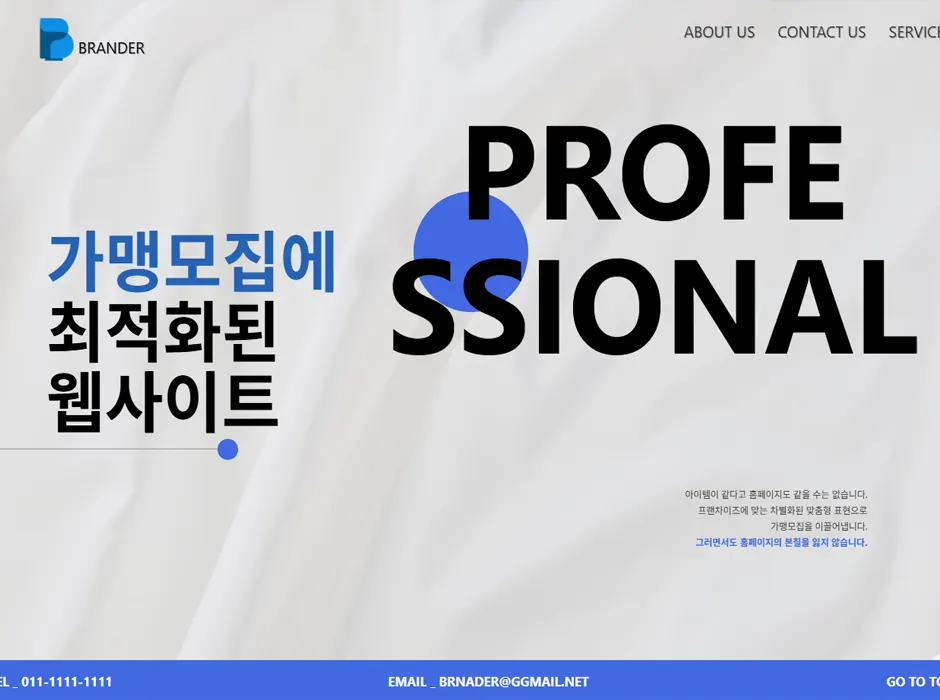 BRANDER
ABOUT US CONTACT US SERVICE
PROFE
SSIONAL
가맹모집에
최적화된
웹사이트
아이템이 같다고 홈페이지도 같을 수는 없습니다.
프랜차이즈에 맞는 차별화된 맞춤형 표현으로
가맹모집을 이끌어냅니다.
그러면서도 홈페이지의 본질을 잃지 않습니다.
EL _ 011-1111-1111 EMAIL _ BRNADER@GGMAIL.NET GO TO TO